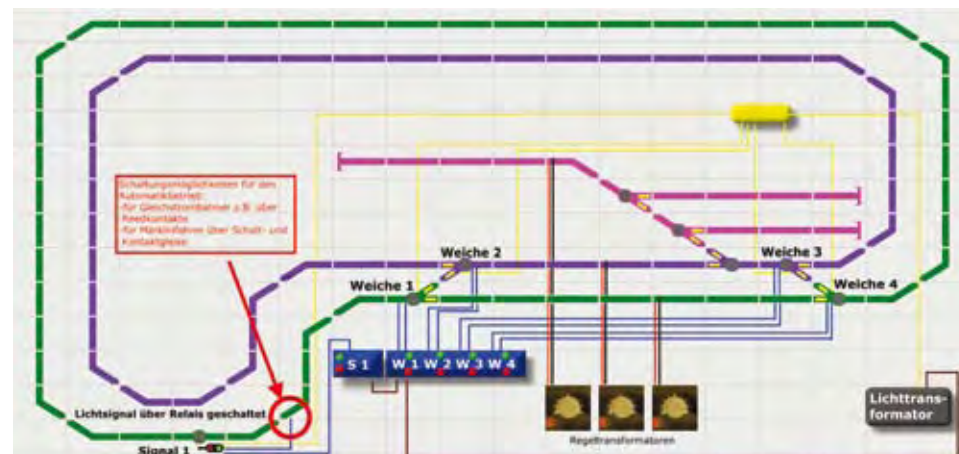 Schaltungsmöglichkeiten für den
Automatikbetrieb:
-für Gleichstrombahner z.B. über
Reedkontakte
-für Märklinfahrer über Schalt- und
Kontaktgleise
Weiche 2
Weiche 3
Weiche 1
Weiche 4
S 1
W 1 W 2 W 3 W 4
Lichtsignal über Relais geschaltet
Signal 1
Regeltransformatoren
Lichttrans-
formator